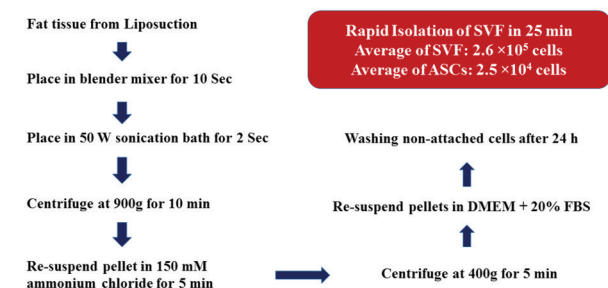 Fat tissue from Liposuction
Place in blender mixer for 10 Sec
Place in 50 W sonication bath for 2 Sec
Centrifuge at 900g for 10 min
Re-suspend pellet in 150 mM
ammonium chloride for 5 min
Centrifuge at 400g for 5 min
Re-suspend pellets in DMEM + 20% FBS
Washing non-attached cells after 24 h
Rapid Isolation of SVF in 25 min
Average of SVF: 2.6 ×10⁵ cells
Average of ASCs: 2.5 ×10⁴ cells